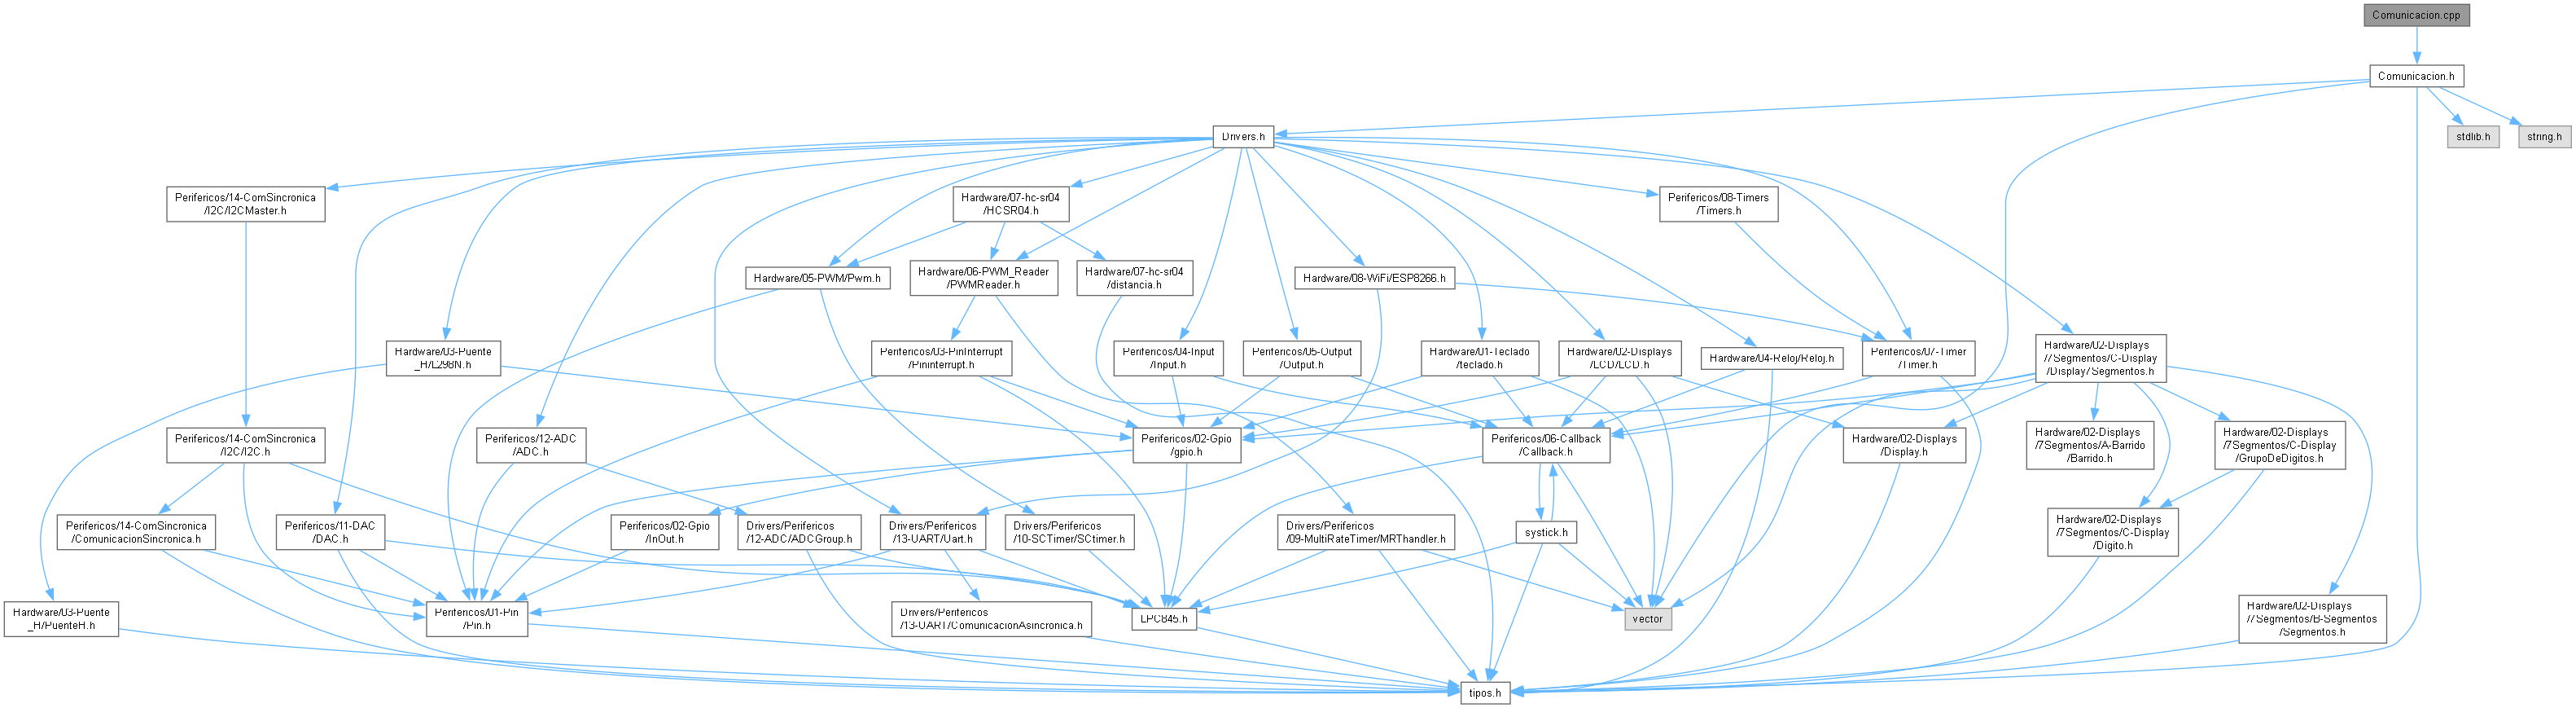 Comunicacion.cpp
Comunicacion.h
Drivers.h
stdlib.h
string.h
Perifericos/14-ComSincronica
/I2C/I2CMaster.h
Hardware/07-hc-sr04
/HCSR04.h
Perifericos/08-Timers
/Timers.h
Hardware/05-PWM/Pwm.h
Hardware/06-PWM_Reader
/PWMReader.h
Hardware/07-hc-sr04
/distancia.h
Hardware/08-WiFi/ESP8266.h
Hardware/03-Puente
_H/L298N.h
Perifericos/03-PinInterrupt
/Pininterrupt.h
Perifericos/04-Input
/Input.h
Perifericos/05-Output
/Output.h
Hardware/01-Teclado
/teclado.h
Hardware/02-Displays
/LCD/LCD.h
Hardware/04-Reloj/Reloj.h
Perifericos/07-Timer
/Timer.h
Hardware/02-Displays
/7Segmentos/C-Display
/Display7Segmentos.h
Perifericos/14-ComSincronica
/I2C/I2C.h
Perifericos/12-ADC
/ADC.h
Perifericos/02-Gpio
/gpio.h
Perifericos/06-Callback
/Callback.h
Hardware/02-Displays
/Display.h
Hardware/02-Displays
/7Segmentos/A-Barrido
/Barrido.h
Hardware/02-Displays
/7Segmentos/C-Display
/GrupoDeDigitos.h
Perifericos/14-ComSincronica
/ComunicacionSincronica.h
Perifericos/11-DAC
/DAC.h
Perifericos/02-Gpio
/InOut.h
Drivers/Perifericos
/12-ADC/ADCGroup.h
Drivers/Perifericos
/13-UART/Uart.h
Drivers/Perifericos
/10-SCTimer/SCtimer.h
Drivers/Perifericos
/09-MultiRateTimer/MRThandler.h
systick.h
Hardware/02-Displays
/7Segmentos/C-Display
/Digito.h
Hardware/03-Puente
_H/PuenteH.h
Perifericos/01-Pin
/Pin.h
Drivers/Perifericos
/13-UART/ComunicacionAsincronica.h
LPC845.h
vector
Hardware/02-Displays
/7Segmentos/B-Segmentos
/Segmentos.h
tipos.h